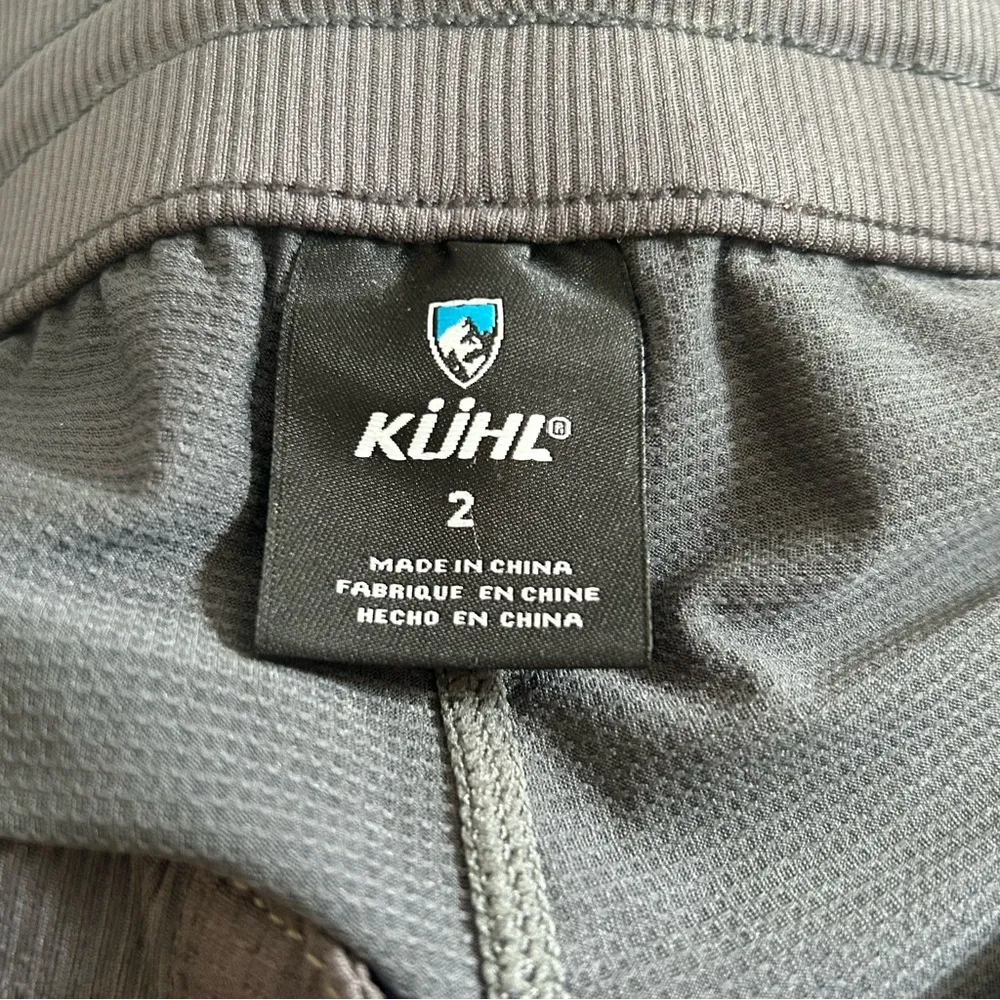 KÜHL®
2
MADE IN CHINA
FABRIQUE EN CHINE
HECHO EN CHINA